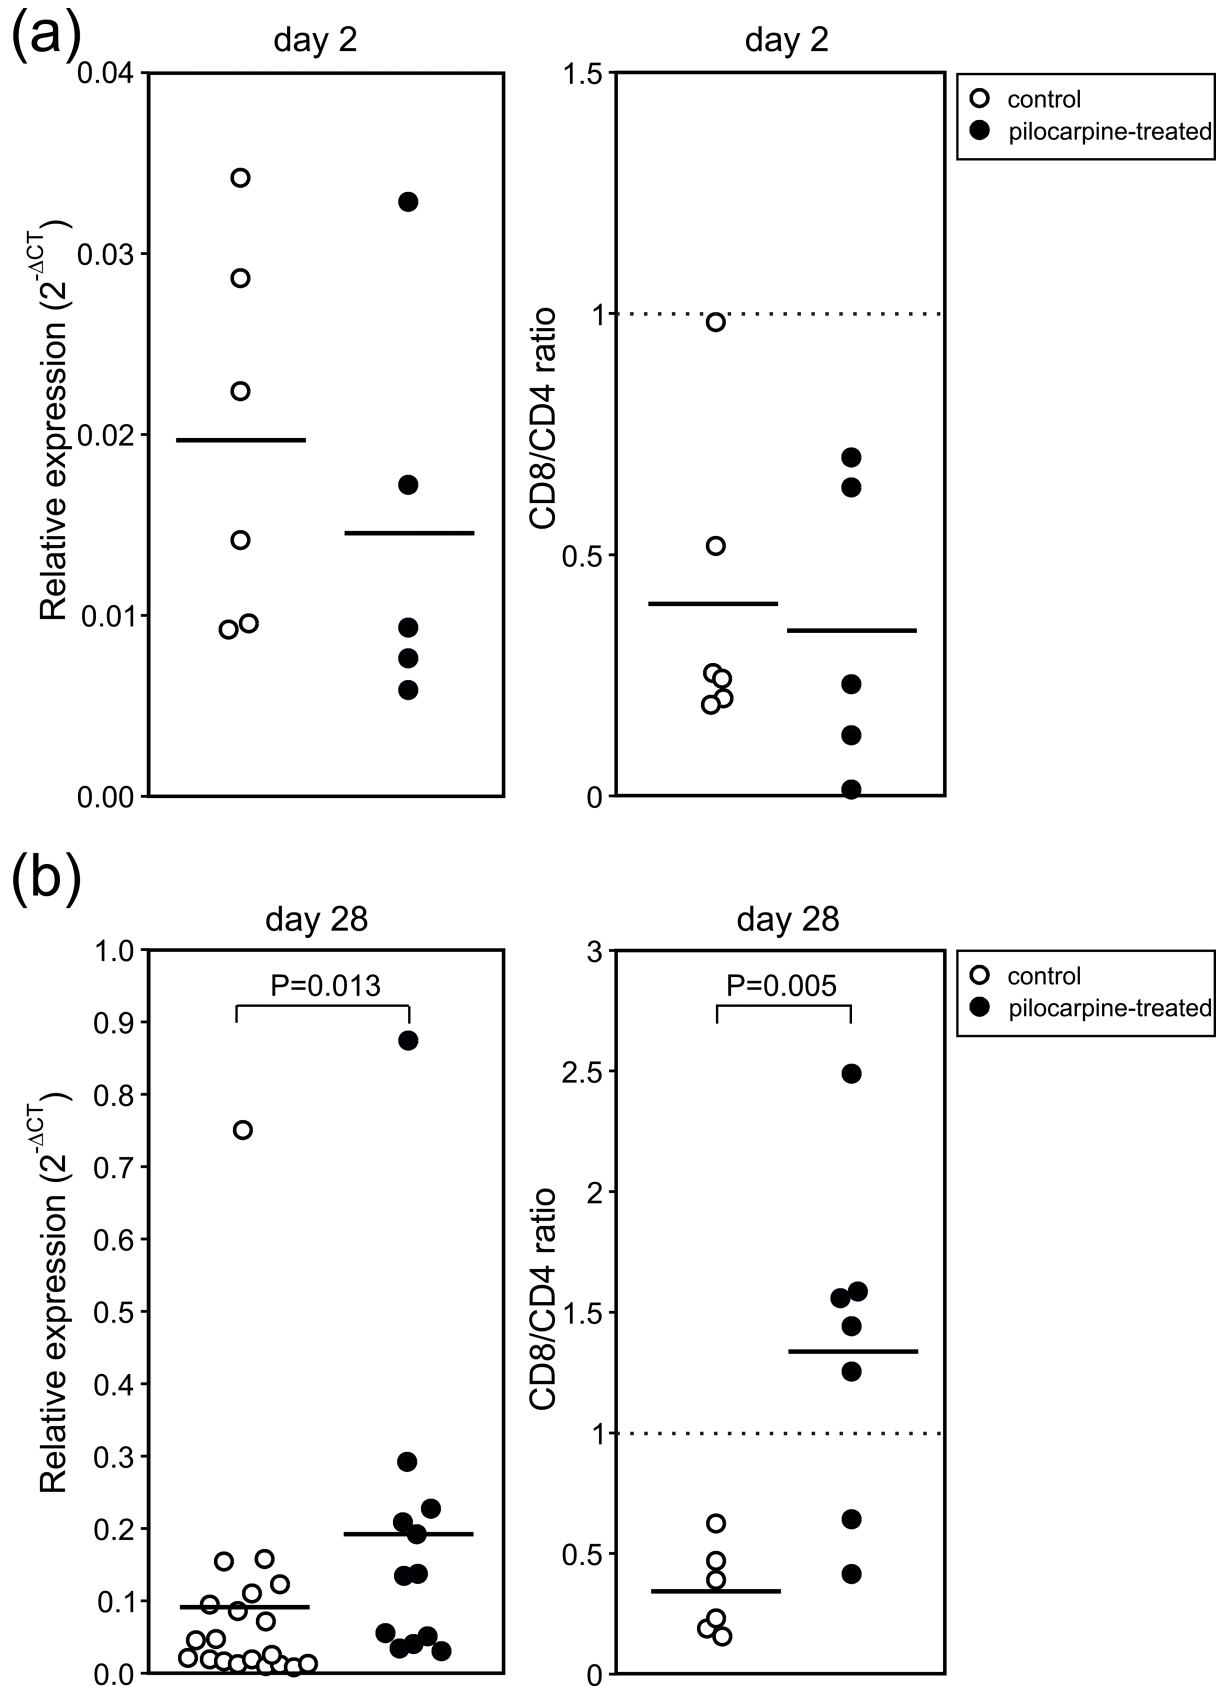 (a)
day 2
0.04
0.03
0.02
0.01
0.00
Relative expression (2^-ΔCT)
day 2
1.5
1
0.5
0
CD8/CD4 ratio
control
pilocarpine-treated
(b)
day 28
P=0.013
1.0
0.9
0.8
0.7
0.6
0.5
0.4
0.3
0.2
0.1
0.0
Relative expression (2^-ΔCT)
day 28
P=0.005
3
2.5
2
1.5
1
0.5
0
CD8/CD4 ratio
control
pilocarpine-treated